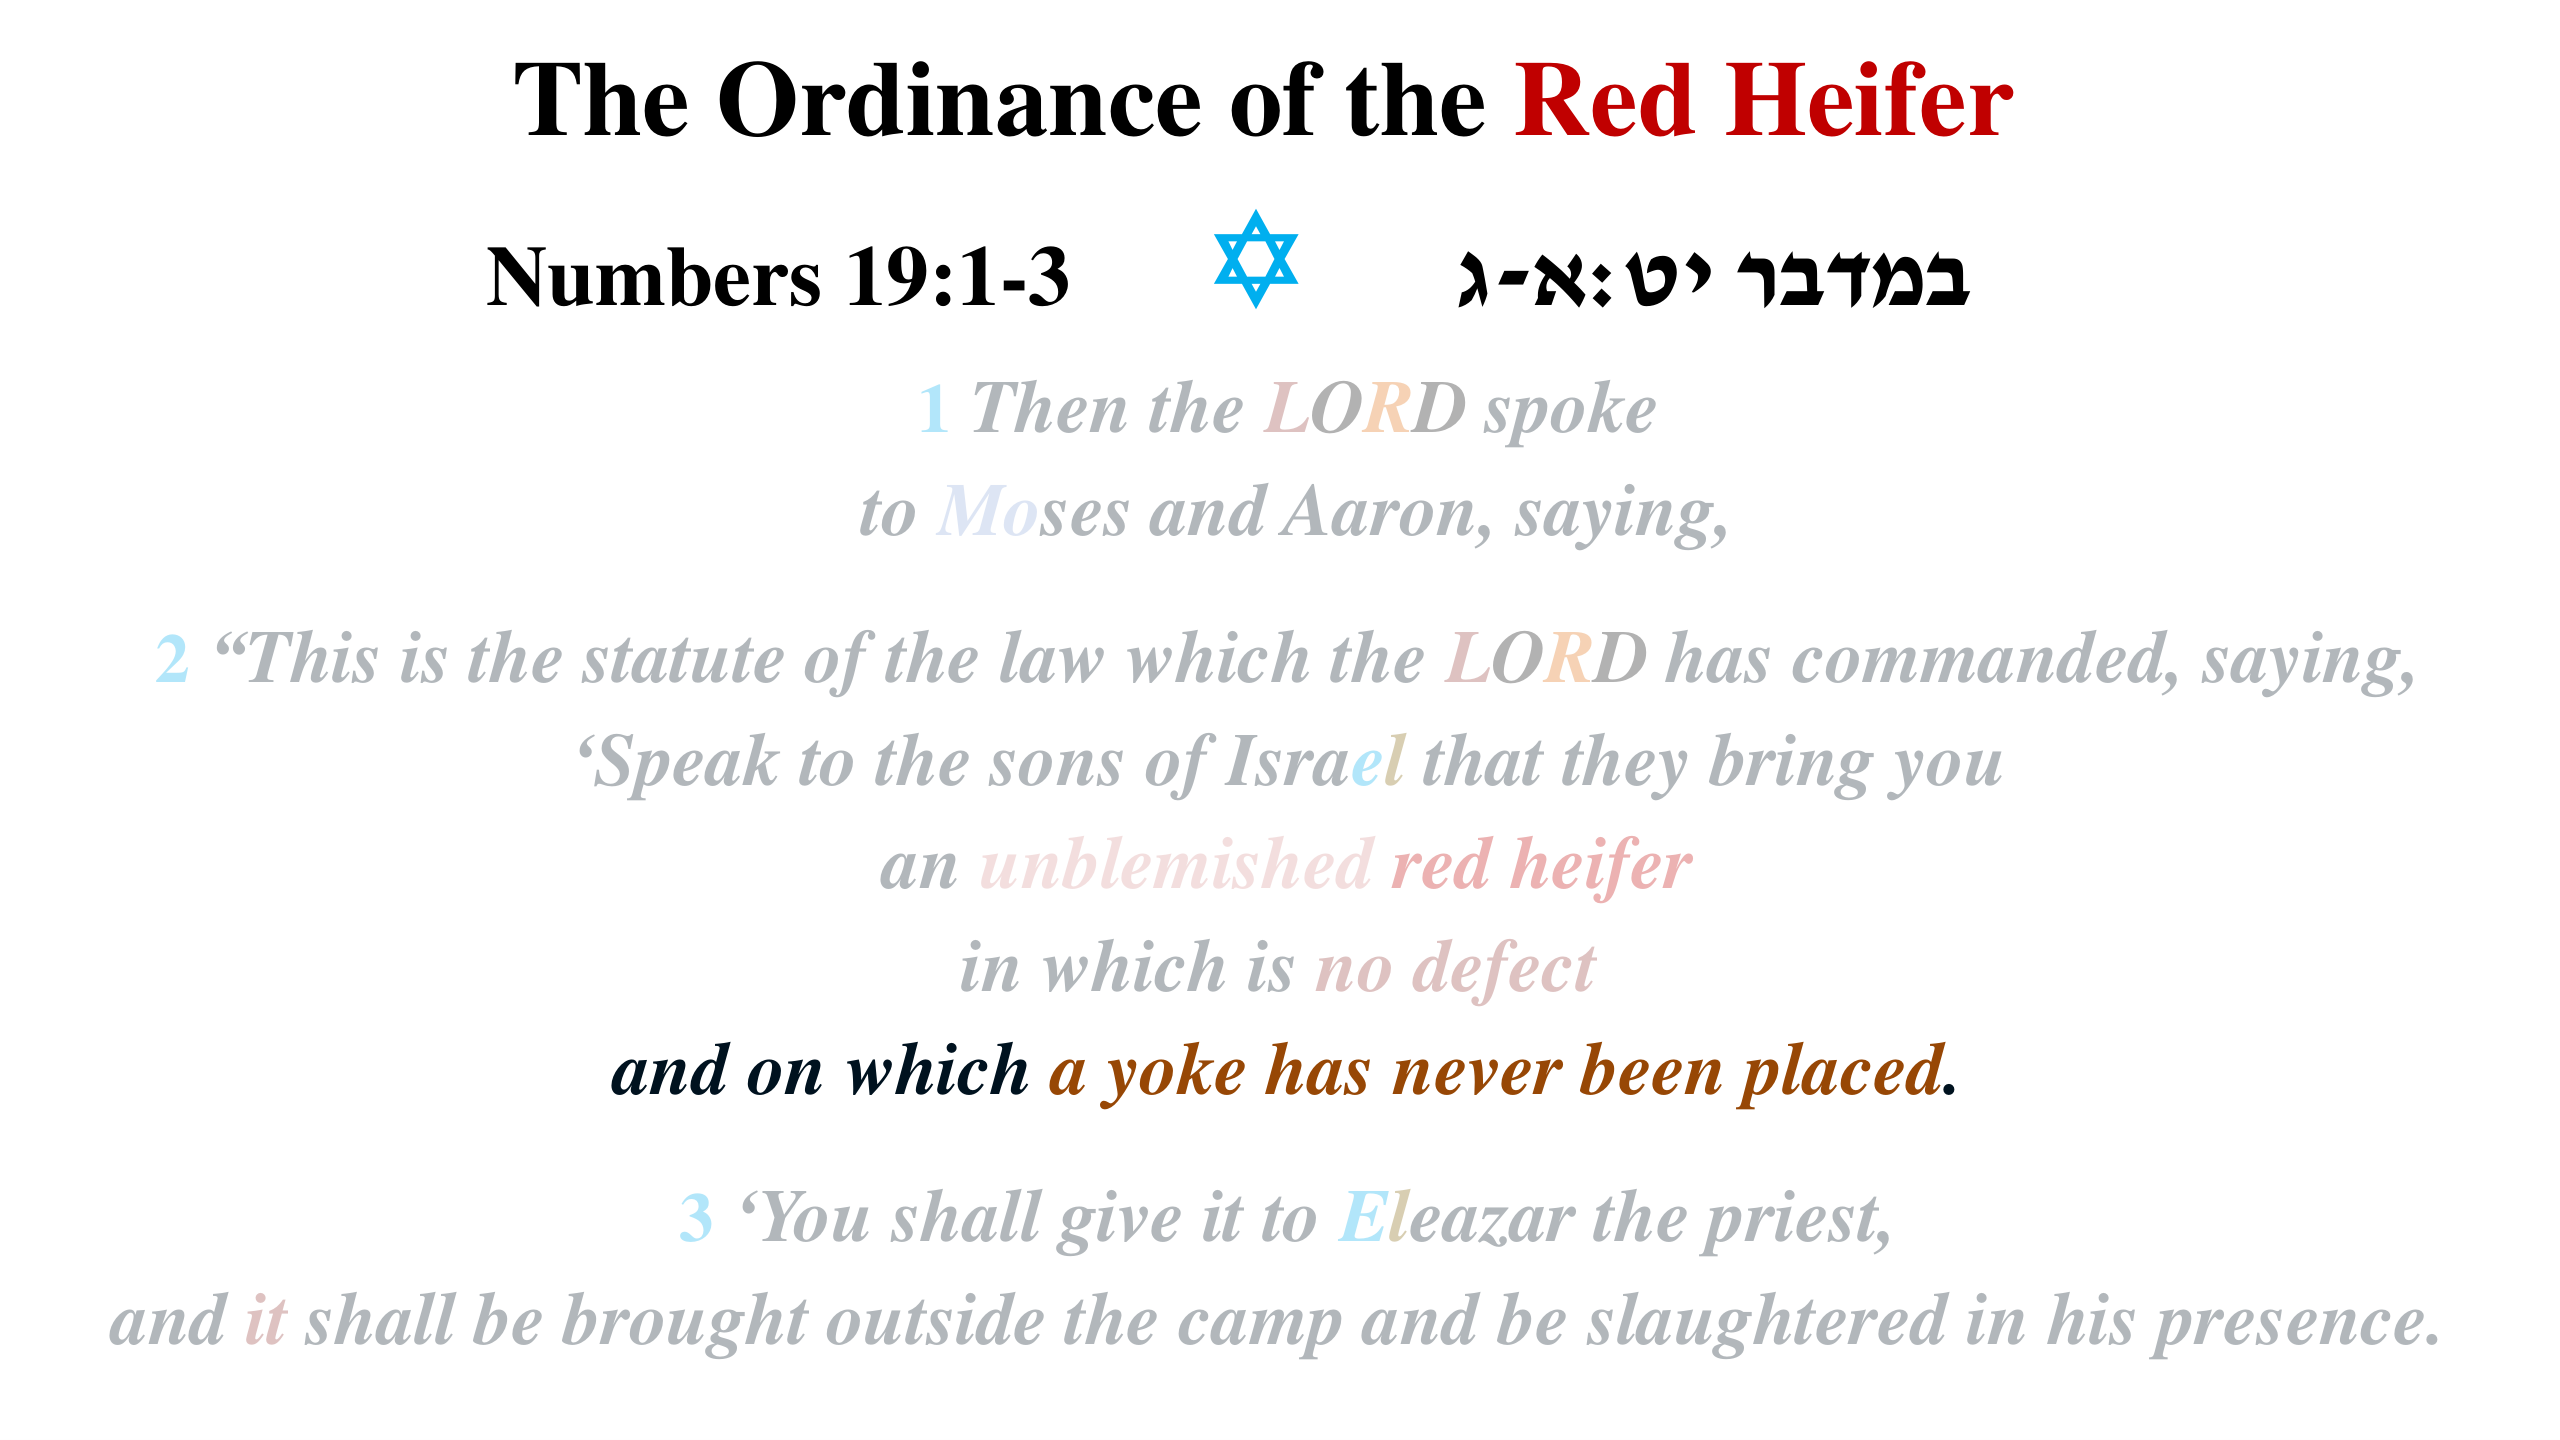 The Ordinance of the Red Heifer
Numbers 19:1-3 ✡ במדבר יט:א-ג
1 Then the LORD spoke
to Moses and Aaron, saying,
2 “This is the statute of the law which the LORD has commanded, saying,
‘Speak to the sons of Israel that they bring you
an unblemished red heifer
in which is no defect
and on which a yoke has never been placed.
3 ‘You shall give it to Eleazar the priest,
and it shall be brought outside the camp and be slaughtered in his presence.